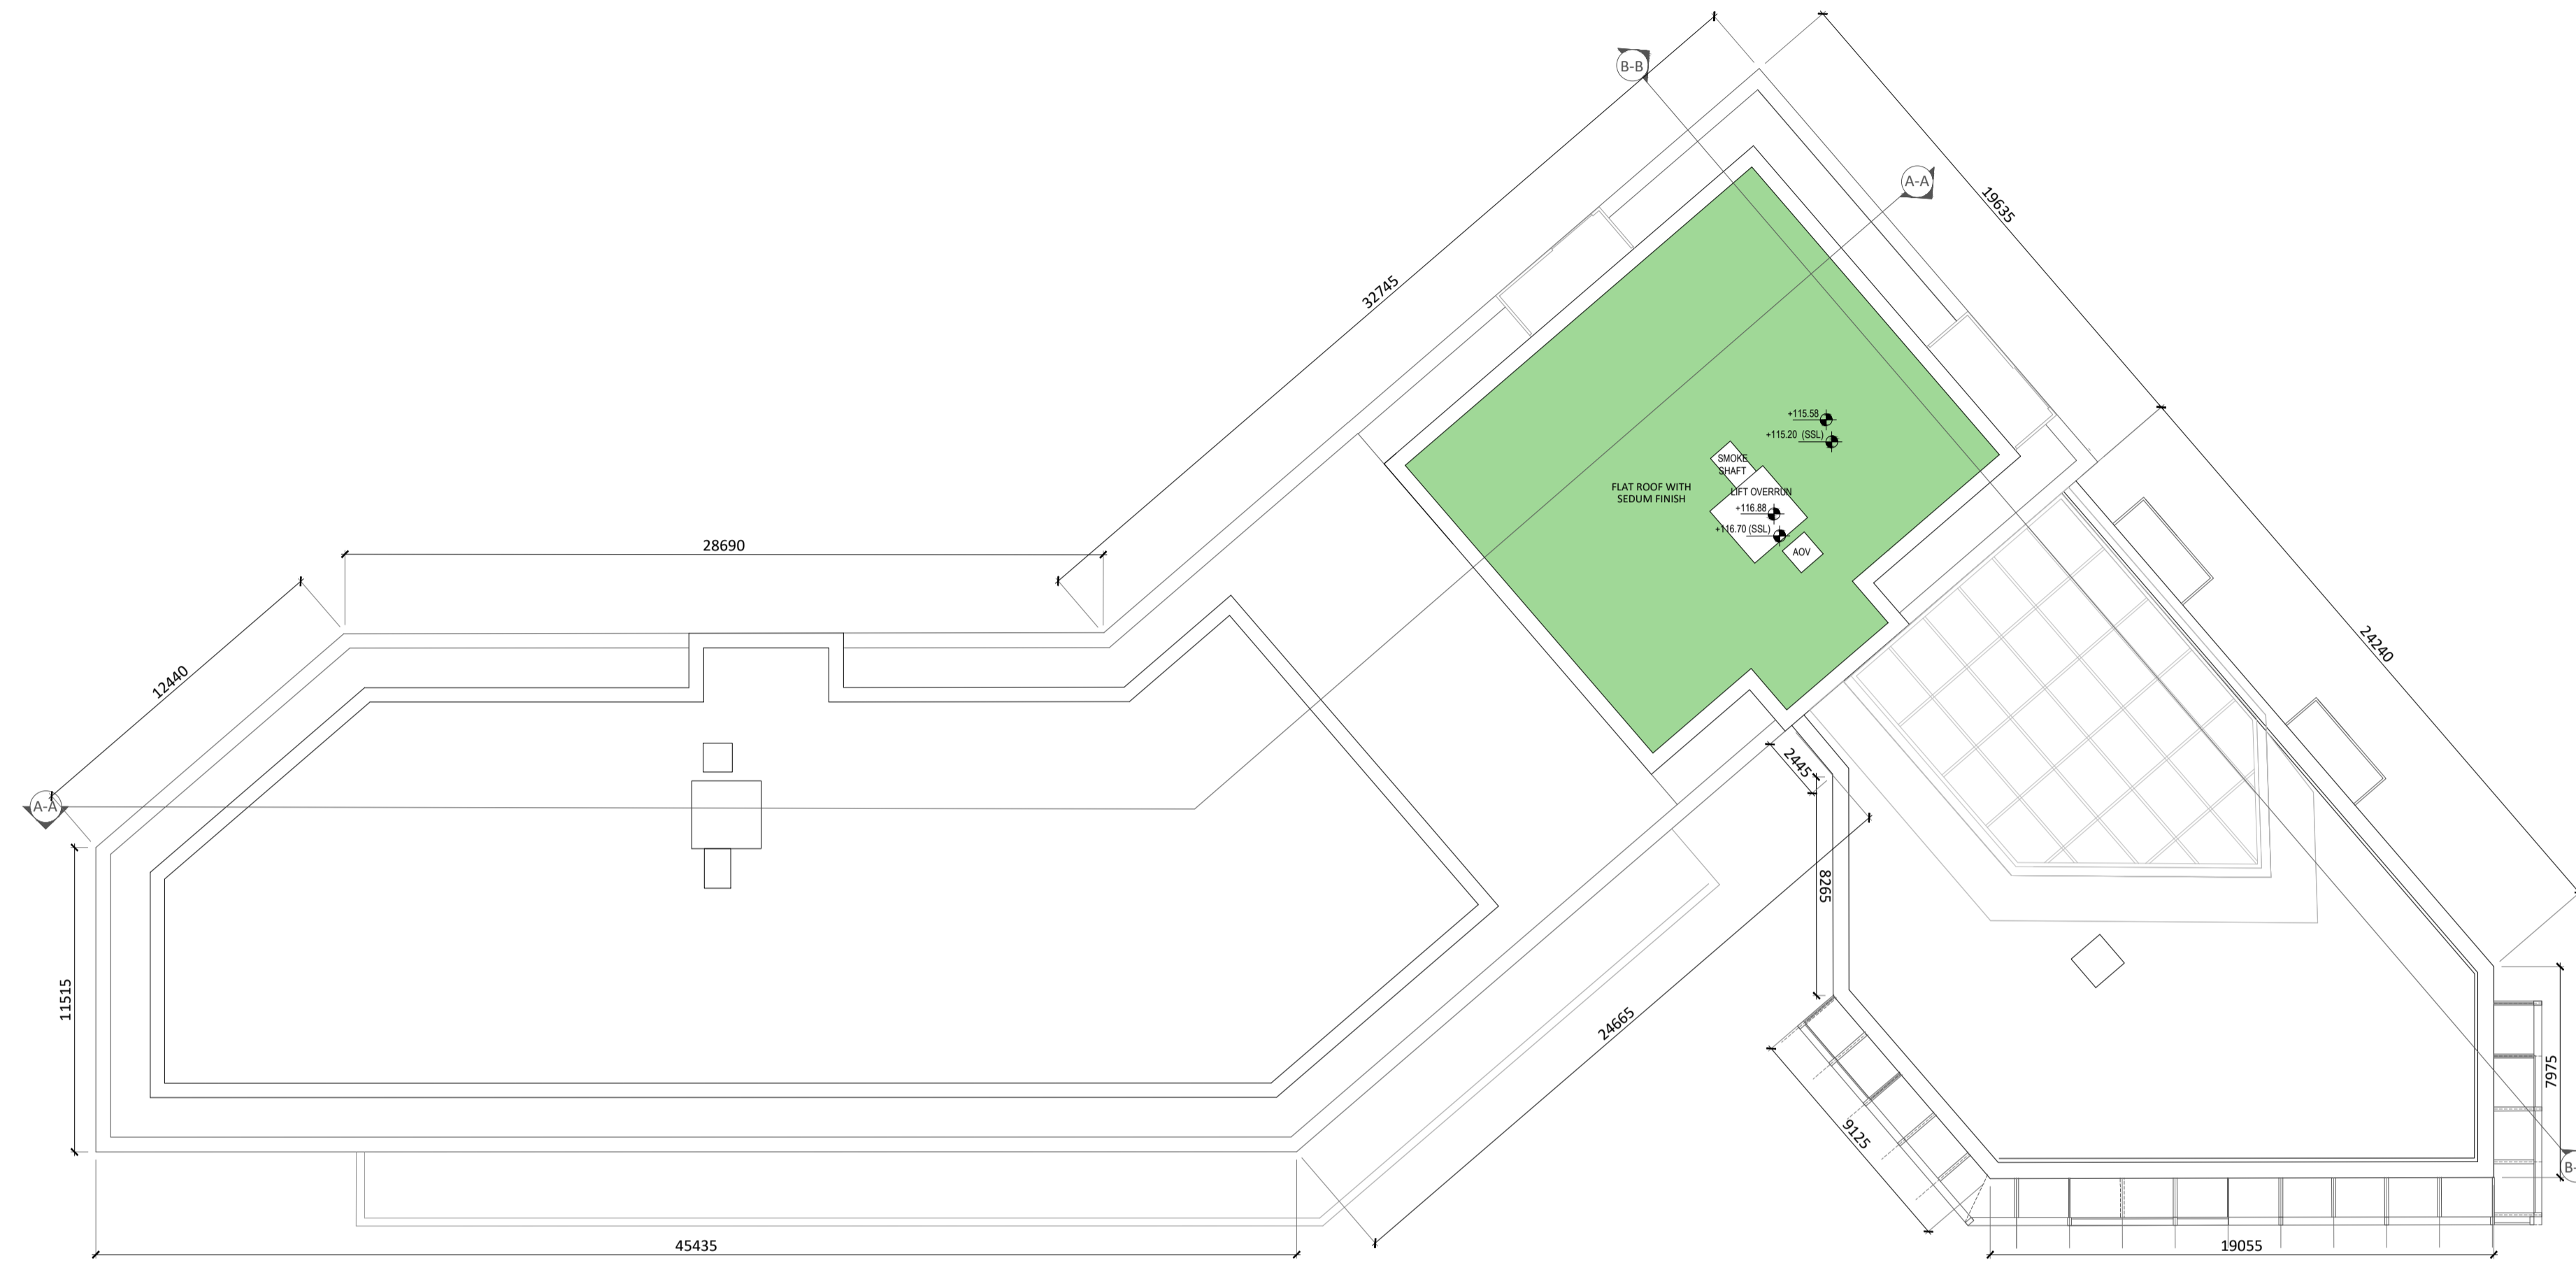 B-B
A-A
19635
32745
+115.58
+115.20 (SSL)
SMOKE
SHAFT
FLAT ROOF WITH
SEDUM FINISH
LIFT OVERRUN
+116.88
+116.70 (SSL)
AOV
28690
24240
12440
2445
A-A
8265
11515
24665
7975
9125
B-
45435
19055